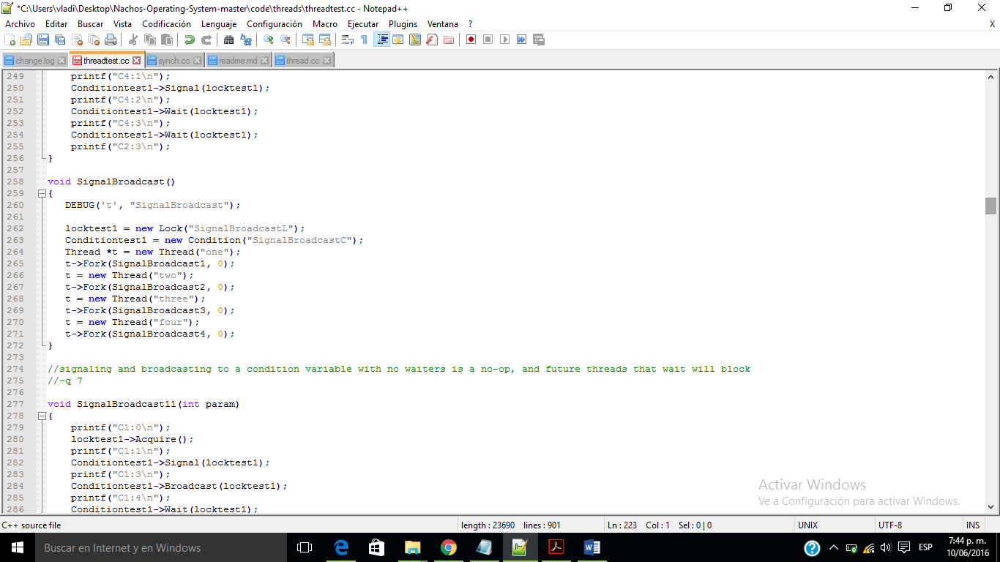 *C:\Users\vladi\Desktop\Nachos-Operating-System-master\code\threads\threadtest.cc - Notepad++
Archivo Editar Buscar Vista Codificación Lenguaje Configuración Macro Ejecutar Plugins Ventana ? X
change.log threadtest.cc synch.cc readme.md thread.cc
249 printf("C4:1\n");
250 Conditiontest1->Signal(locktest1);
251 printf("C4:2\n");
252 Conditiontest1->Wait(locktest1);
253 printf("C4:3\n");
254 Conditiontest1->Wait(locktest1);
255 printf("C2:3\n");
256 }
257
258 void SignalBroadcast()
259 {
260 DEBUG('t', "SignalBroadcast");
261
262 locktest1 = new Lock("SignalBroadcastL");
263 Conditiontest1 = new Condition("SignalBroadcastC");
264 Thread *t = new Thread("one");
265 t->Fork(SignalBroadcast1, 0);
266 t = new Thread("two");
267 t->Fork(SignalBroadcast2, 0);
268 t = new Thread("three");
269 t->Fork(SignalBroadcast3, 0);
270 t = new Thread("four");
271 t->Fork(SignalBroadcast4, 0);
272 }
273
274 //signaling and broadcasting to a condition variable with no waiters is a no-op, and future threads that wait will block
275 //-q 7
276
277 void SignalBroadcast11(int param)
278 {
279 printf("C1:0\n");
280 locktest1->Acquire();
281 printf("C1:1\n");
282 Conditiontest1->Signal(locktest1);
283 printf("C1:3\n");
284 Conditiontest1->Broadcast(locktest1);
285 printf("C1:4\n");
286 Conditiontest1->Wait(locktest1);
Activar Windows
Ve a Configuración para activar Windows.
C++ source file length : 23690 lines : 901 Ln : 223 Col : 1 Sel : 0 | 0 UNIX UTF-8 INS
Buscar en Internet y en Windows
ESP
7:44 p. m.
10/06/2016